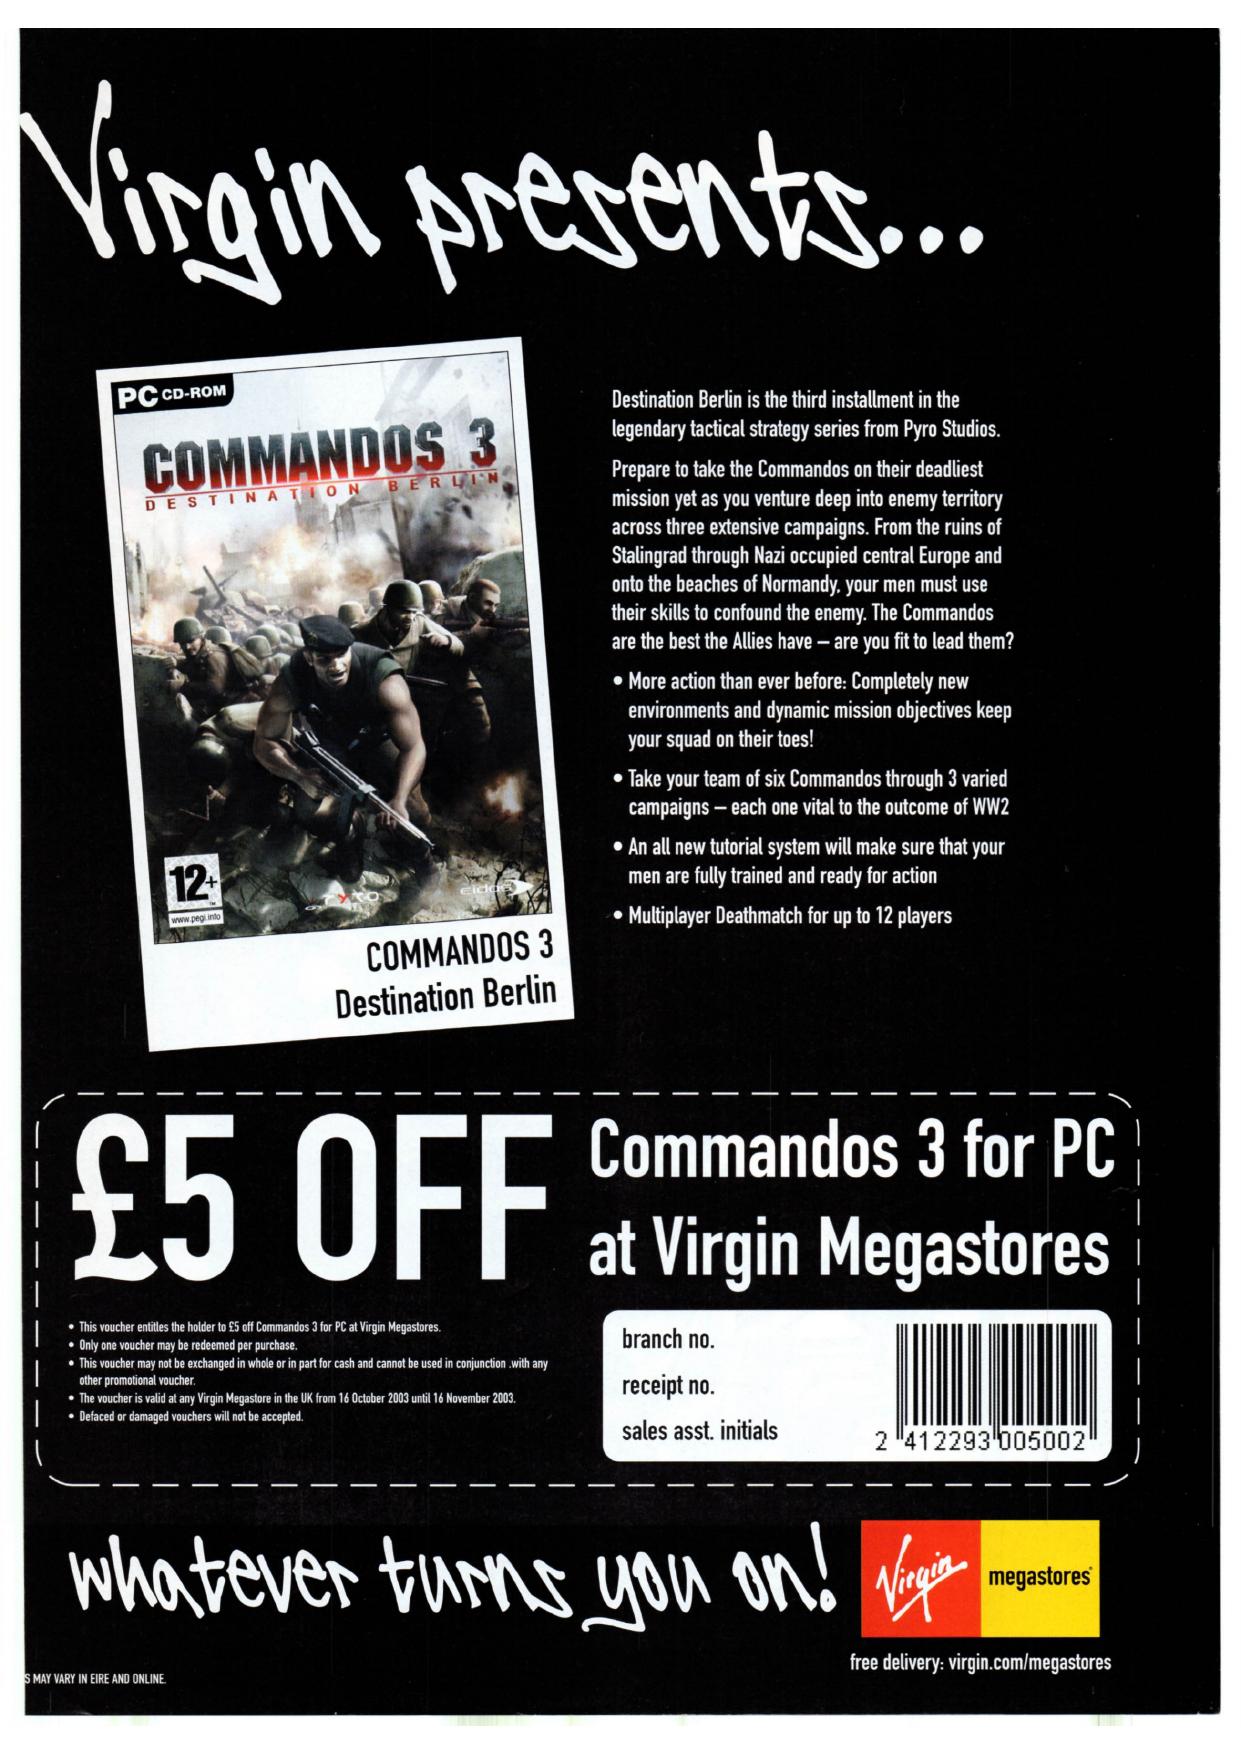 Virgin presents...
PC CD-ROM
COMMANDOS 3
DESTINATION BERLIN
12+
www.pegi.info
pyro
eidos
COMMANDOS 3
Destination Berlin
Destination Berlin is the third installment in the
legendary tactical strategy series from Pyro Studios.
Prepare to take the Commandos on their deadliest
mission yet as you venture deep into enemy territory
across three extensive campaigns. From the ruins of
Stalingrad through Nazi occupied central Europe and
onto the beaches of Normandy, your men must use
their skills to confound the enemy. The Commandos
are the best the Allies have – are you fit to lead them?
• More action than ever before: Completely new
environments and dynamic mission objectives keep
your squad on their toes!
• Take your team of six Commandos through 3 varied
campaigns – each one vital to the outcome of WW2
• An all new tutorial system will make sure that your
men are fully trained and ready for action
• Multiplayer Deathmatch for up to 12 players
£5 OFF
Commandos 3 for PC
at Virgin Megastores
• This voucher entitles the holder to £5 off Commandos 3 for PC at Virgin Megastores.
• Only one voucher may be redeemed per purchase.
• This voucher may not be exchanged in whole or in part for cash and cannot be used in conjunction .with any
other promotional voucher.
• The voucher is valid at any Virgin Megastore in the UK from 16 October 2003 until 16 November 2003.
• Defaced or damaged vouchers will not be accepted.
branch no.
receipt no.
sales asst. initials
2 412293 005002
whatever turns you on!
Virgin megastores
free delivery: virgin.com/megastores
S MAY VARY IN EIRE AND ONLINE.